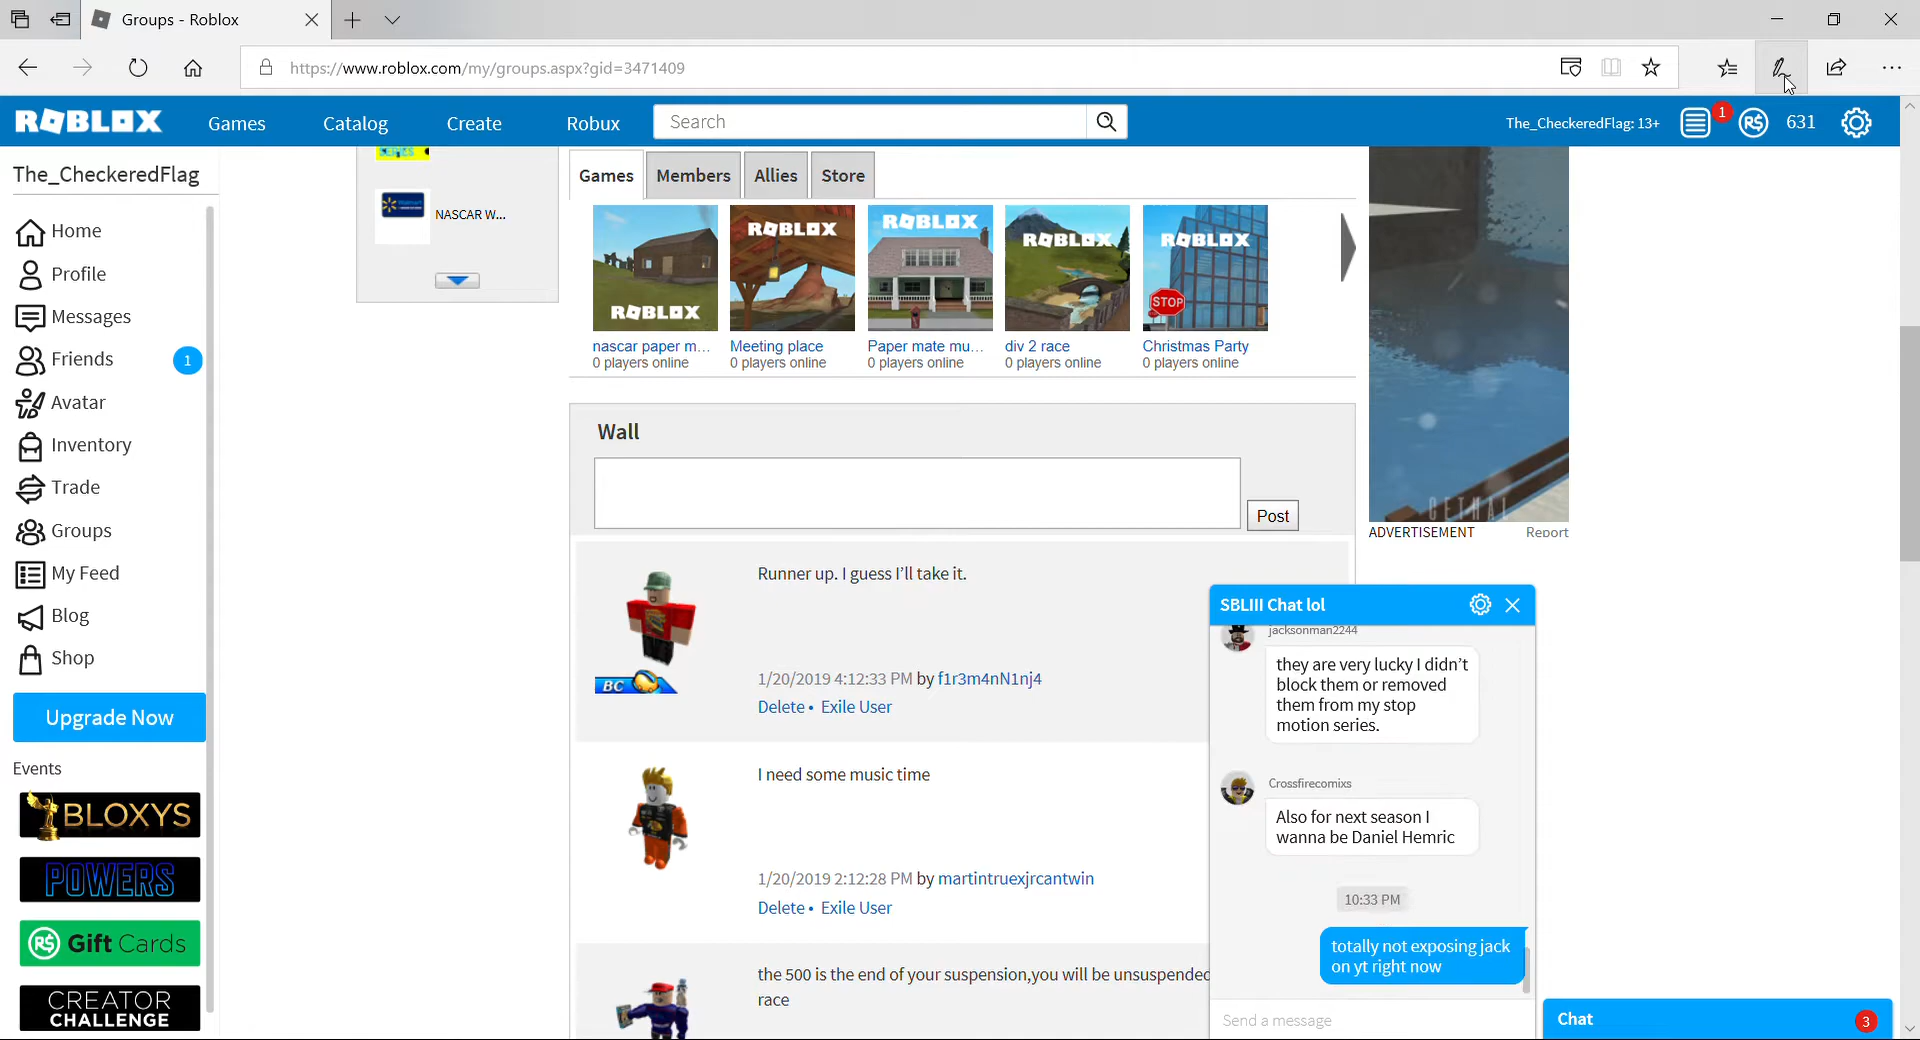 Groups - Roblox
https://www.roblox.com/my/groups.aspx?gid=3471409
ROBLOX
Games
Catalog
Create
Robux
Search
The_CheckeredFlag: 13+
1
R$
631
The_CheckeredFlag
Home
Profile
Messages
Friends
1
Avatar
Inventory
Trade
Groups
My Feed
Blog
Shop
Upgrade Now
Events
BLOXYS
POWERS
R$ Gift Cards
CREATOR
CHALLENGE
SERIES
Walmart
NASCAR W...
Games
Members
Allies
Store
ROBLOX
ROBLOX
ROBLOX
ROBLOX
ROBLOX
STOP
nascar paper m...
0 players online
Meeting place
0 players online
Paper mate mu...
0 players online
div 2 race
0 players online
Christmas Party
0 players online
Wall
Post
Runner up. I guess I'll take it.
BC
1/20/2019 4:12:33 PM by f1r3m4nN1nj4
Delete • Exile User
I need some music time
1/20/2019 2:12:28 PM by martintruexjrcantwin
Delete • Exile User
the 500 is the end of your suspension,you will be unsuspended
race
ADVERTISEMENT
Report
SBLIII Chat lol
jacksonman2244
they are very lucky I didn't
block them or removed
them from my stop
motion series.
Crossfirecomixs
Also for next season I
wanna be Daniel Hemric
10:33 PM
totally not exposing jack
on yt right now
Send a message
Chat
3